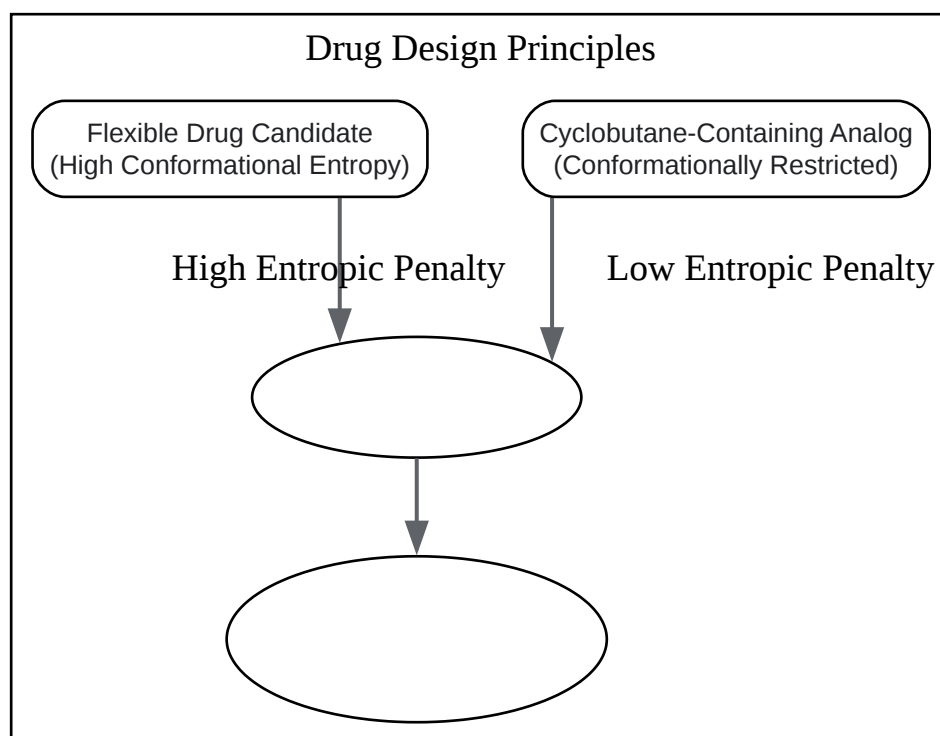 Drug Design Principles
Flexible Drug Candidate
(High Conformational Entropy)
Cyclobutane-Containing Analog
(Conformationally Restricted)
High Entropic Penalty
Low Entropic Penalty